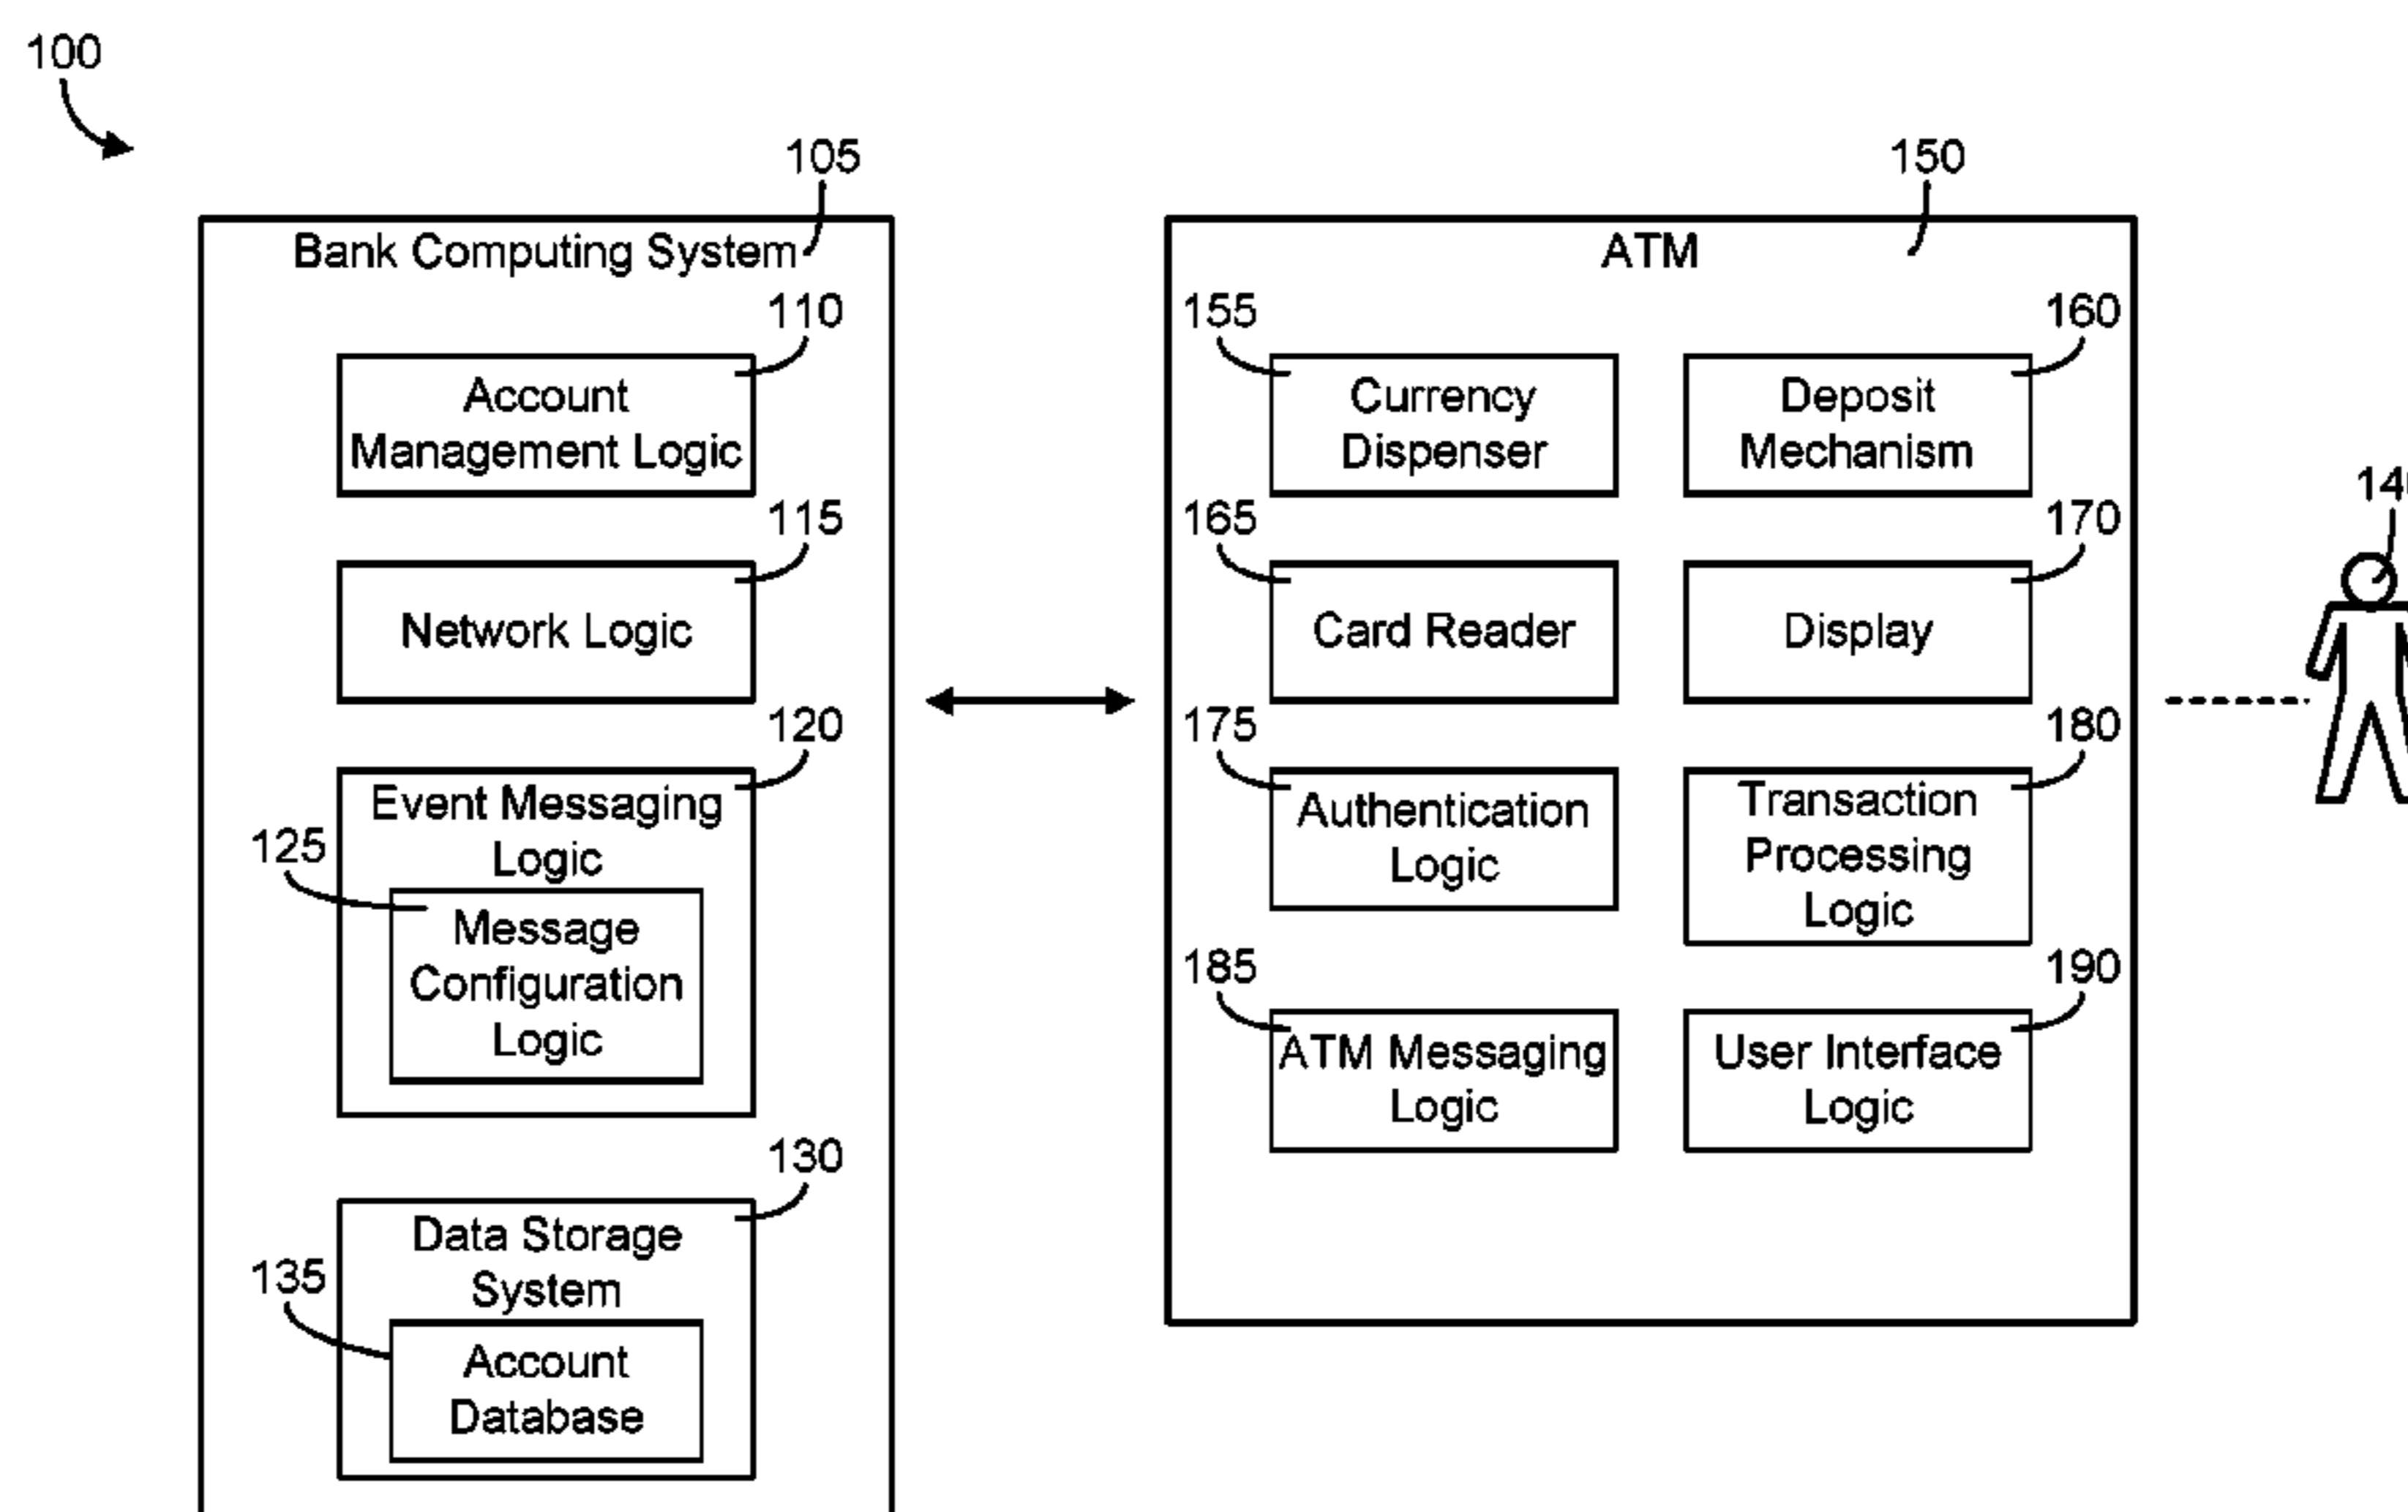 100
105
Bank Computing System
110
Account
Management Logic
115
Network Logic
120
Event Messaging
Logic
125
Message
Configuration
Logic
130
Data Storage
System
135
Account
Database
150
ATM
155
Currency
Dispenser
160
Deposit
Mechanism
165
Card Reader
170
Display
175
Authentication
Logic
180
Transaction
Processing
Logic
185
ATM Messaging
Logic
190
User Interface
Logic